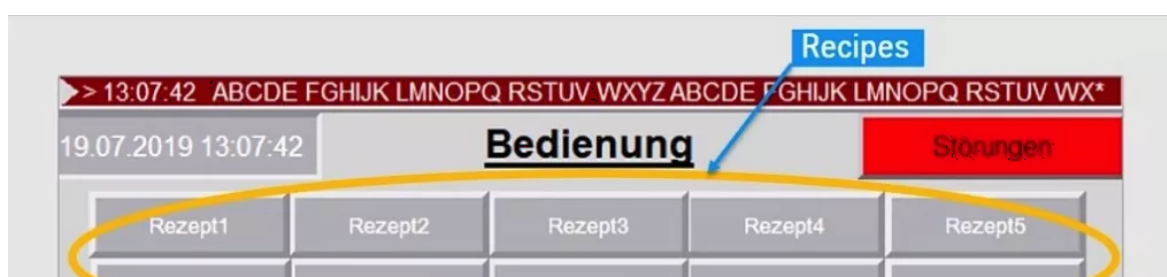 Recipes
>> 13:07:42 ABCDE FGHIJK LMNOPQ RSTUV WXYZ ABCDE FGHIJK LMNOPQ RSTUV WX*
19.07.2019 13:07:42 Bedienung Störungen
Rezept1 Rezept2 Rezept3 Rezept4 Rezept5